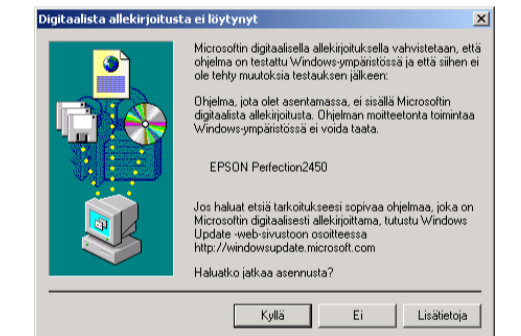 Digitaalista allekirjoitusta ei löytynyt
Microsoftin digitaalisella allekirjoituksella vahvistetaan, että
ohjelma on testattu Windows-ympäristössä ja että siihen ei
ole tehty muutoksia testauksen jälkeen:
Ohjelma, jota olet asentamassa, ei sisällä Microsoftin
digitaalista allekirjoitusta. Ohjelman moitteetonta toimintaa
Windows-ympäristössä ei voida taata.
EPSON Perfection2450
Jos haluat etsiä tarkoitukseesi sopivaa ohjelmaa, joka on
Microsoftin digitaalisesti allekirjoittama, tutustu Windows
Update -web-sivustoon osoitteessa
http://windowsupdate.microsoft.com
Haluatko jatkaa asennusta?
Kyllä
Ei
Lisätietoja